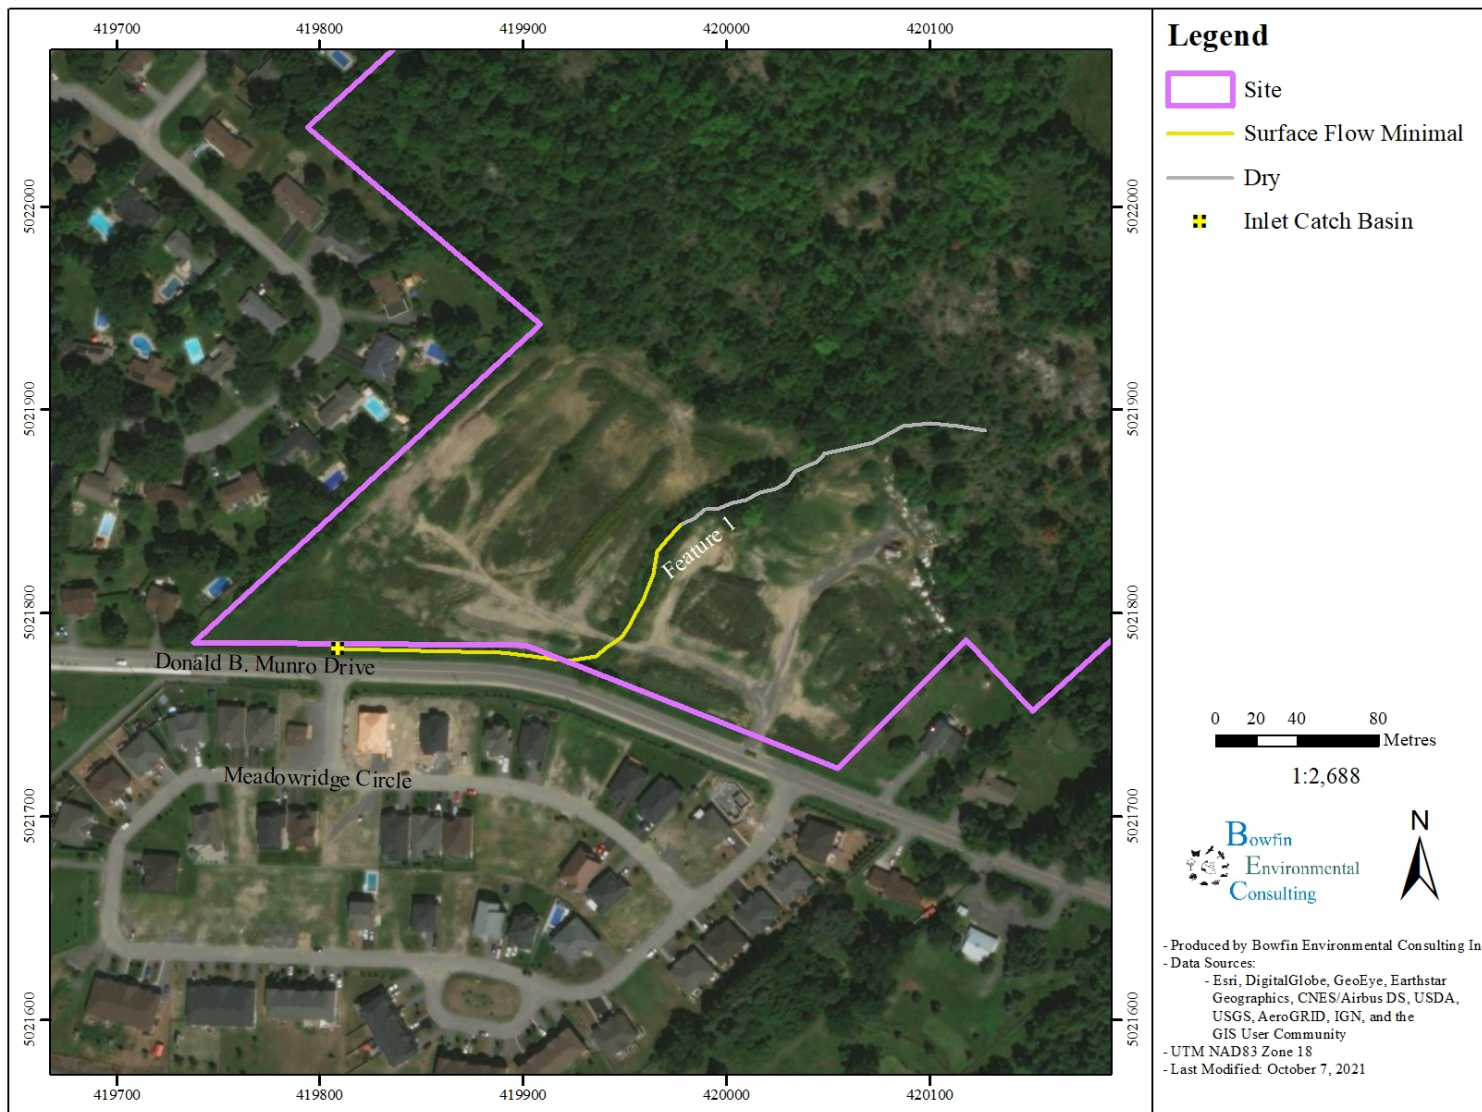 419700 419800 419900 420000 420100
Legend
Site
Surface Flow Minimal
Dry
Inlet Catch Basin
5022000
5022000
5021900
5021900
Feature 1
5021800
5021800
Donald B. Munro Drive
Meadowridge Circle
5021700
5021700
5021600
5021600
0 20 40 80
Metres
1:2,688
Bowfin
Environmental
Consulting
N
- Produced by Bowfin Environmental Consulting In
- Data Sources:
- Esri, DigitalGlobe, GeoEye, Earthstar
Geographics, CNES/Airbus DS, USDA,
USGS, AeroGRID, IGN, and the
GIS User Community
- UTM NAD83 Zone 18
- Last Modified: October 7, 2021
419700 419800 419900 420000 420100